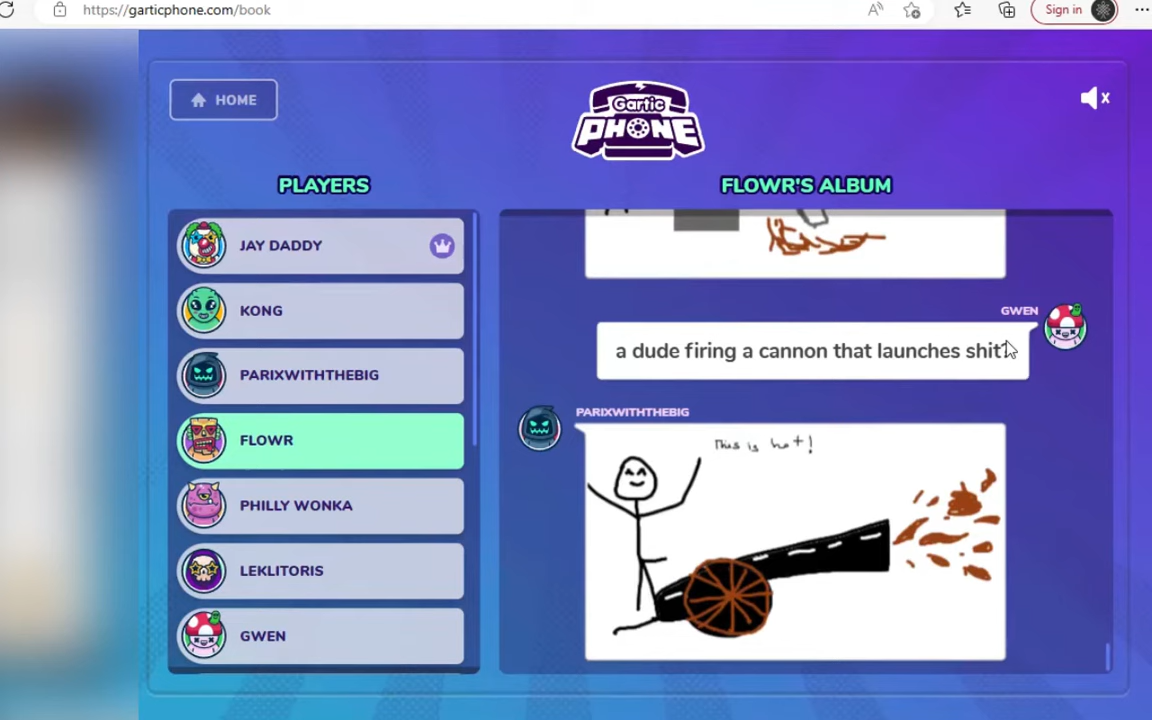 https://garticphone.com/book
Sign in
HOME
Gartic
PHONE
PLAYERS
FLOWR'S ALBUM
JAY DADDY
KONG
PARIXWITHTHEBIG
FLOWR
PHILLY WONKA
LEKLITORIS
GWEN
GWEN
a dude firing a cannon that launches shit?
PARIXWITHTHEBIG
This is hot!